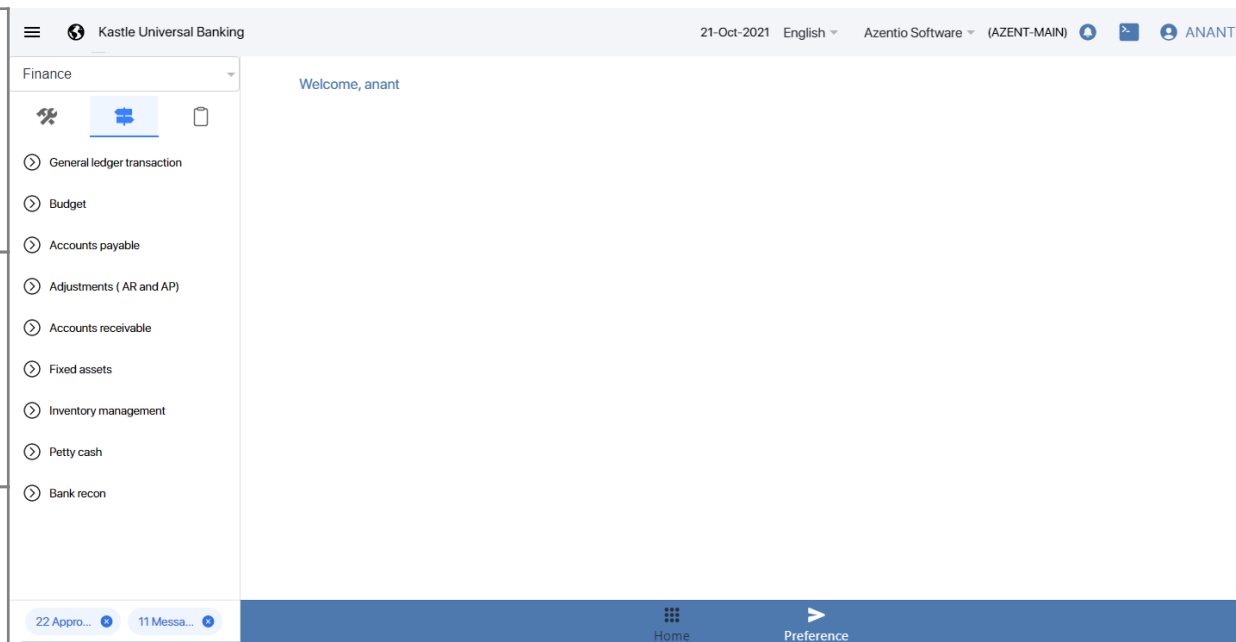 Kastle Universal Banking 21-Oct-2021 English Azentio Software (AZENT-MAIN) ANANT
Finance
Welcome, anant
General ledger transaction
Budget
Accounts payable
Adjustments ( AR and AP)
Accounts receivable
Fixed assets
Inventory management
Petty cash
Bank recon
22 Appro... 11 Messa...
Home Preference